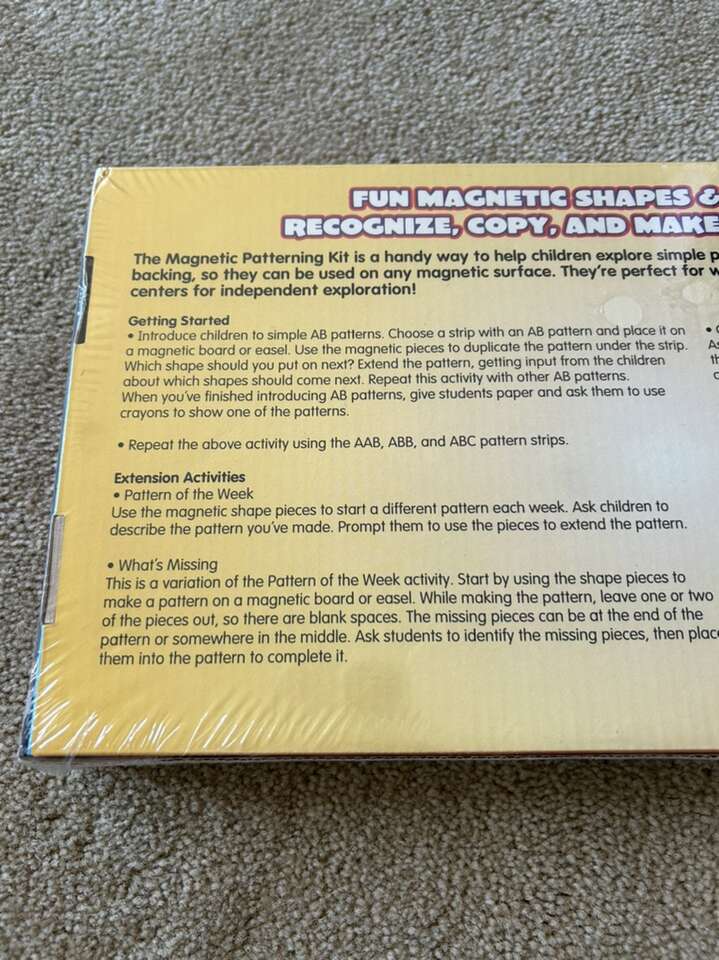 FUN MAGNETIC SHAPES &
RECOGNIZE, COPY, AND MAKE
The Magnetic Patterning Kit is a handy way to help children explore simple
backing, so they can be used on any magnetic surface. They're perfect for
centers for independent exploration!
Getting Started
• Introduce children to simple AB patterns. Choose a strip with an AB pattern and place it on
a magnetic board or easel. Use the magnetic pieces to duplicate the pattern under the strip.
Which shape should you put on next? Extend the pattern, getting input from the children
about which shapes should come next. Repeat this activity with other AB patterns.
When you've finished introducing AB patterns, give students paper and ask them to use
crayons to show one of the patterns.
• Repeat the above activity using the AAB, ABB, and ABC pattern strips.
Extension Activities
• Pattern of the Week
Use the magnetic shape pieces to start a different pattern each week. Ask children to
describe the pattern you've made. Prompt them to use the pieces to extend the pattern.
• What's Missing
This is a variation of the Pattern of the Week activity. Start by using the shape pieces to
make a pattern on a magnetic board or easel. While making the pattern, leave one or two
of the pieces out, so there are blank spaces. The missing pieces can be at the end of the
pattern or somewhere in the middle. Ask students to identify the missing pieces, then place
them into the pattern to complete it.